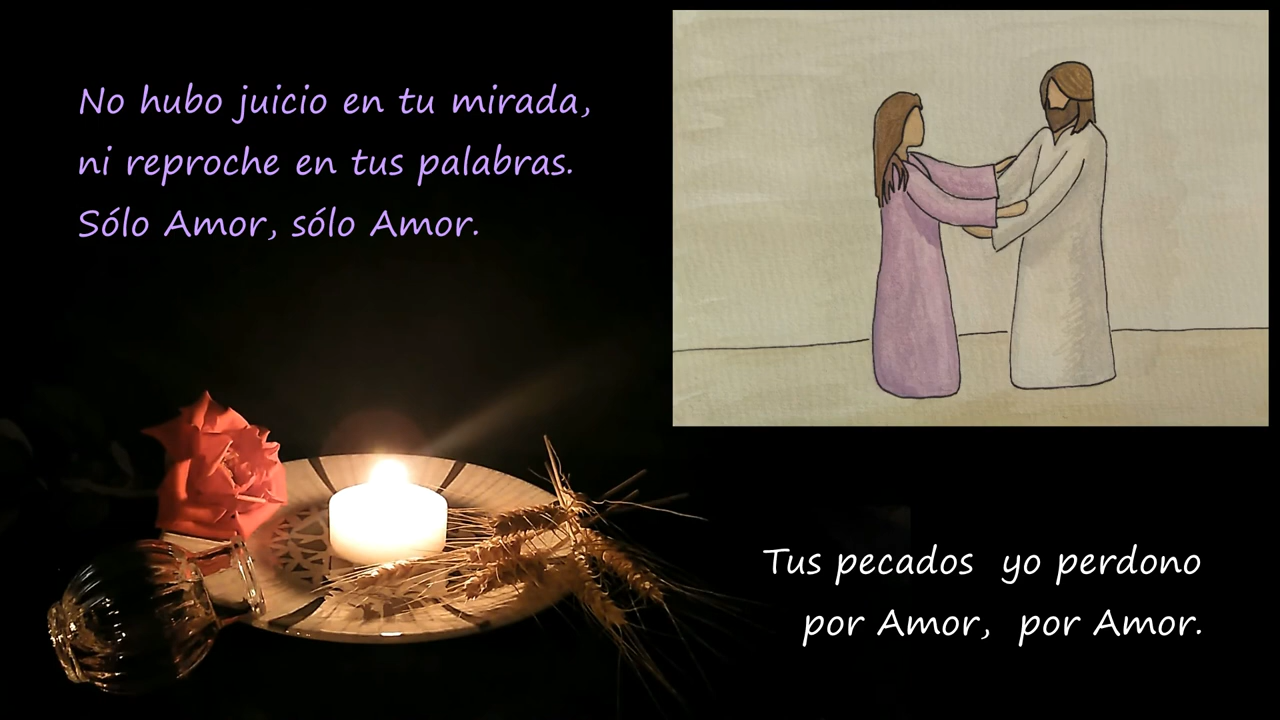 No hubo juicio en tu mirada,
ni reproche en tus palabras.
Sólo Amor, sólo Amor.
Tus pecados yo perdono
por Amor, por Amor.